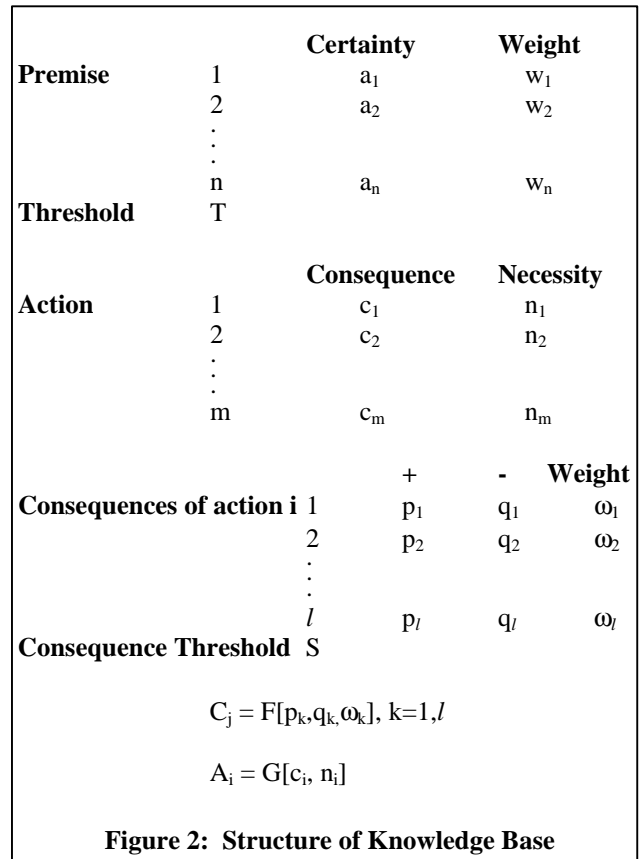 Certainty Weight
Premise 1 a₁ w₁
2 a₂ w₂
.
.
.
n aₙ wₙ
Threshold T
Consequence Necessity
Action 1 c₁ n₁
2 c₂ n₂
.
.
.
m cₘ nₘ
+ - Weight
Consequences of action i 1 p₁ q₁ ω₁
2 p₂ q₂ ω₂
.
.
.
l pₗ qₗ ωₗ
Consequence Threshold S
Cⱼ = F[pₖ,qₖ,ωₖ], k=1,l
Aᵢ = G[cᵢ, nᵢ]
Figure 2: Structure of Knowledge Base